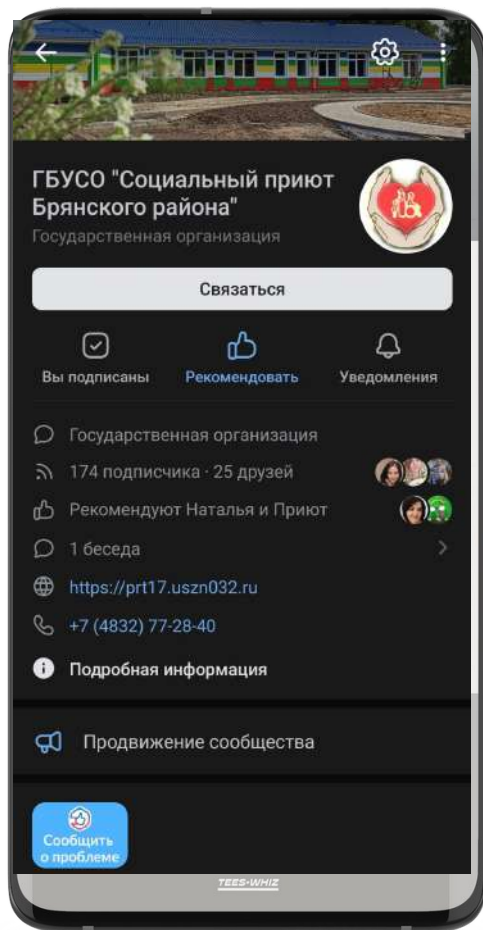 ГБУСО "Социальный приют
Брянского района"
Государственная организация
Связаться
Вы подписаны
Рекомендовать
Уведомления
Государственная организация
174 подписчика · 25 друзей
Рекомендуют Наталья и Приют
1 беседа
https://prt17.uszn032.ru
+7 (4832) 77-28-40
Подробная информация
Продвижение сообщества
Сообщить
о проблеме
TEES-WHIZ